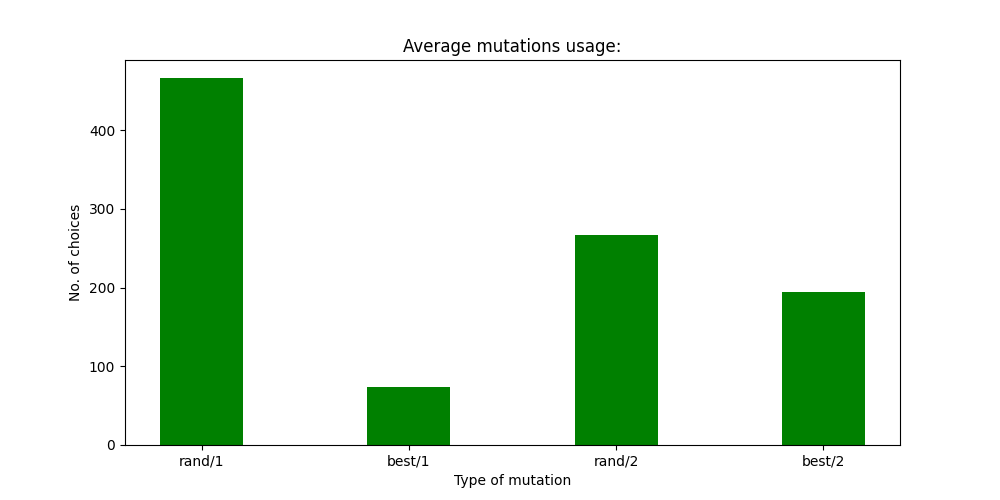 Average mutations usage:
400
300
200
100
0
No. of choices
rand/1
best/1
rand/2
best/2
Type of mutation